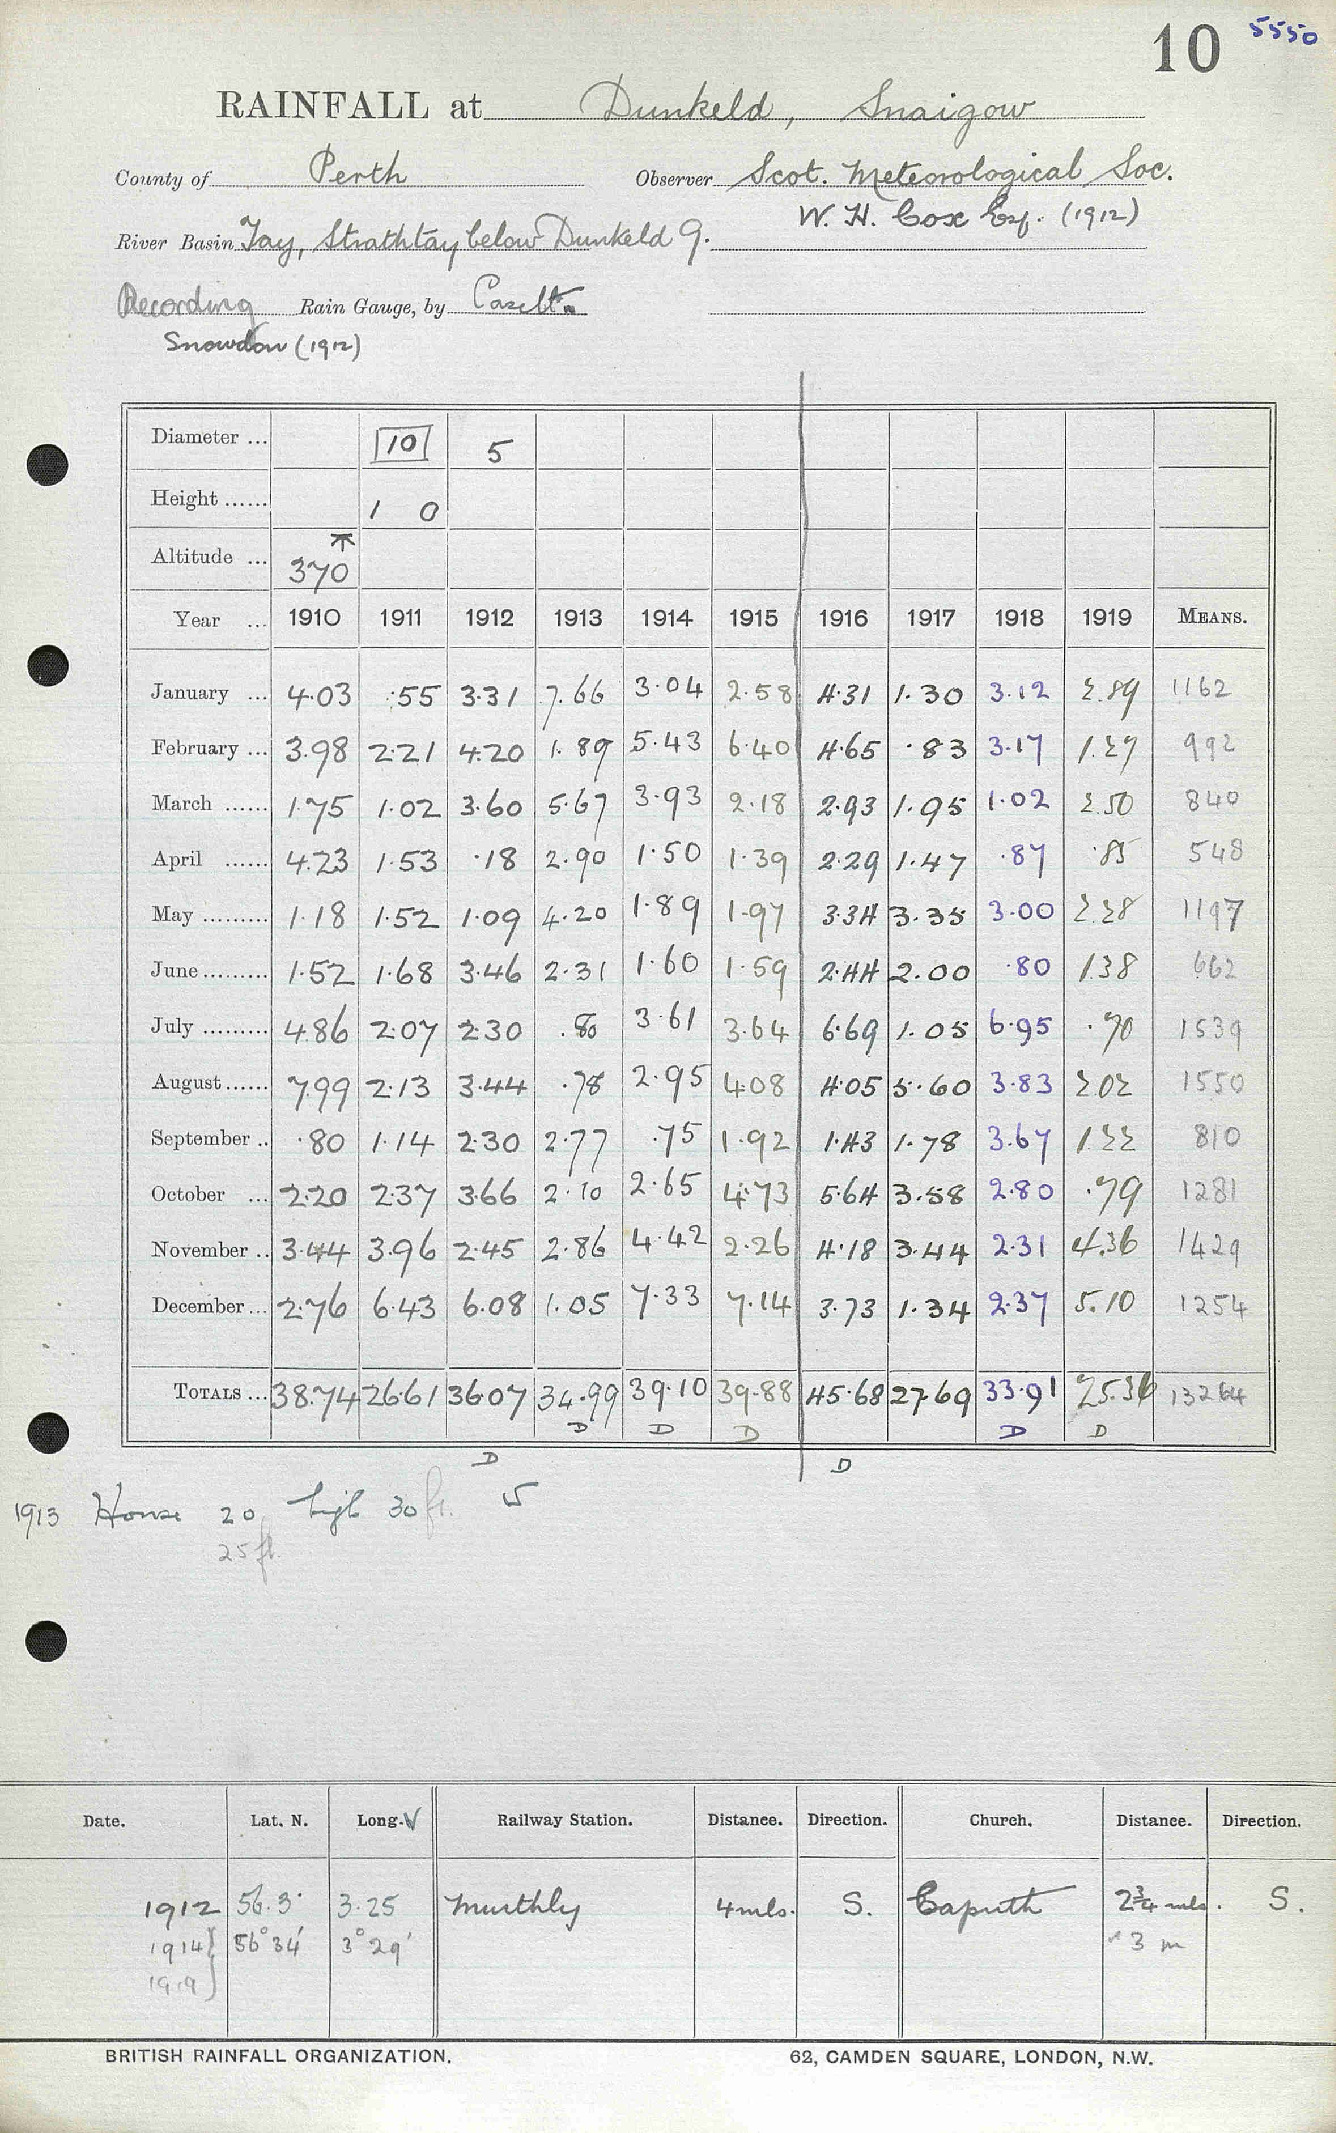 10 5550
RAINFALL at Dunkeld, Snaigow
County of Perth Observer Scot. Meteorological Soc.
W. H. Cox Esq. (1912)
River Basin Tay, Strathtay below Dunkeld 9.
Recording Rain Gauge, by Casella
Snowdon (1912)
Diameter ... 10 5
Height ...... 1 0
Altitude ... 370
Year ... 1910 1911 1912 1913 1914 1915 1916 1917 1918 1919 MEANS.
January ... 4.03 .55 3.31 7.66 3.04 2.58 4.31 1.30 3.12 2.89 1162
February ... 3.98 2.21 4.20 1.89 5.43 6.40 4.65 .83 3.17 1.27 992
March ...... 1.75 1.02 3.60 5.67 3.93 2.18 2.93 1.95 1.02 2.50 840
April ...... 4.23 1.53 .18 2.90 1.50 1.39 2.29 1.47 .87 .85 548
May ......... 1.18 1.52 1.09 4.20 1.89 1.97 3.34 3.35 3.00 2.28 1197
June ......... 1.52 1.68 3.46 2.31 1.60 1.59 2.44 2.00 .80 1.38 662
July ......... 4.86 2.07 2.30 .80 3.61 3.64 6.69 1.05 6.95 .70 1539
August ...... 7.99 2.13 3.44 .78 2.95 4.08 4.05 5.60 3.83 2.02 1550
September .. .80 1.14 2.30 2.77 .75 1.92 1.43 1.78 3.67 1.22 810
October ... 2.20 2.37 3.66 2.10 2.65 4.73 5.64 3.58 2.80 .79 1281
November .. 3.44 3.96 2.45 2.86 4.42 2.26 4.18 3.44 2.31 4.36 1429
December ... 2.76 6.43 6.08 1.05 7.33 7.14 3.73 1.34 2.37 5.10 1254
TOTALS ... 38.74 26.61 36.07 34.99 39.10 39.88 45.68 27.69 33.91 25.36 13264
D D D D D
D D
1913 House 20 high 30 ft. 5
25 ft.
Date. Lat. N. Long. W Railway Station. Distance. Direction. Church. Distance. Direction.
1912 56.3 3.25 Murthly 4 mls. S. Caputh 2¾ mls. S.
1914} 56°34' 3°29' 3 m
1919}
BRITISH RAINFALL ORGANIZATION. 62, CAMDEN SQUARE, LONDON, N.W.